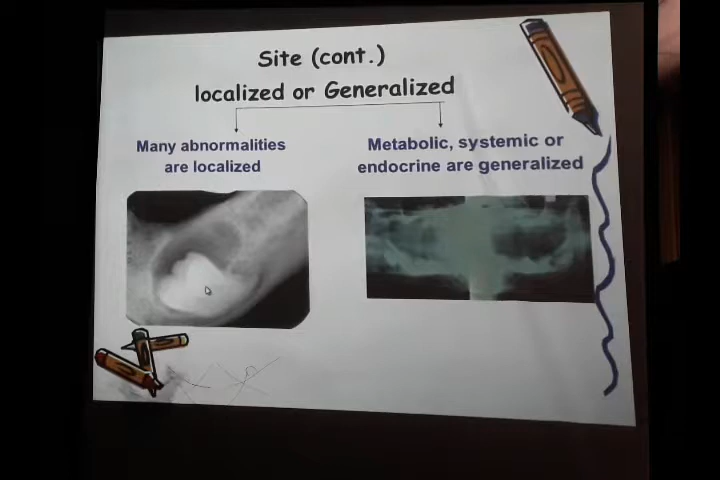 Site (cont.)
localized or Generalized
Many abnormalities
are localized
Metabolic, systemic or
endocrine are generalized